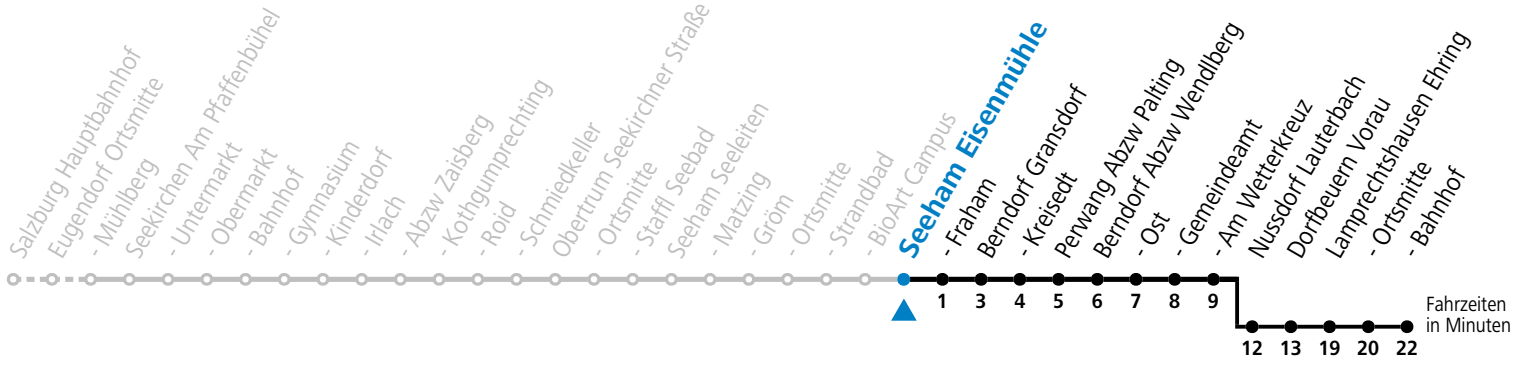 Salzburg Hauptbahnhof
Eugendorf Ortsmitte
- Mühlberg
Seekirchen Am Pfaffenbühel
- Untermarkt
- Obermarkt
- Bahnhof
- Gymnasium
- Kinderdorf
- Irlach
- Abzw Zaisberg
- Kothgumprechting
- Roid
- Schmiedkeller
Obertrum Seekirchner Straße
- Ortsmitte
- Staffl Seebad
Seeham Seeleiten
- Matzing
- Gröm
- Ortsmitte
- Strandbad
- BioArt Campus
Seeham Eisenmühle
- Fraham
Berndorf Gransdorf
- Kreisedt
Perwang Abzw Palting
Berndorf Abzw Wendlberg
- Ost
- Gemeindeamt
- Am Wetterkreuz
Nussdorf Lauterbach
Dorfbeuern Vorau
Lamprechtshausen Ehring
- Ortsmitte
- Bahnhof
1 3 4 5 6 7 8 9
12 13 19 20 22
Fahrzeiten
in Minuten